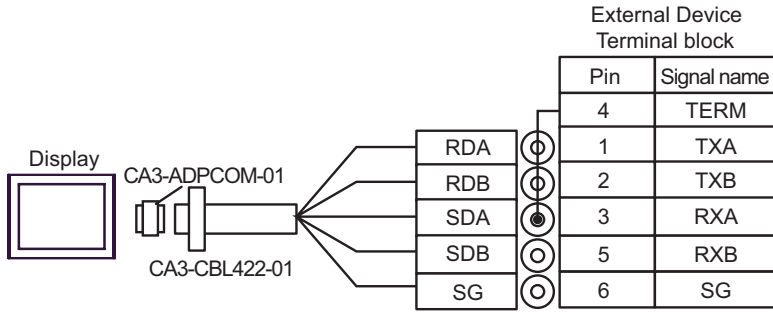 External Device
Terminal block
Pin Signal name
4 TERM
RDA 1 TXA
RDB 2 TXB
SDA 3 RXA
SDB 5 RXB
SG 6 SG
Display
CA3-ADPCOM-01
CA3-CBL422-01